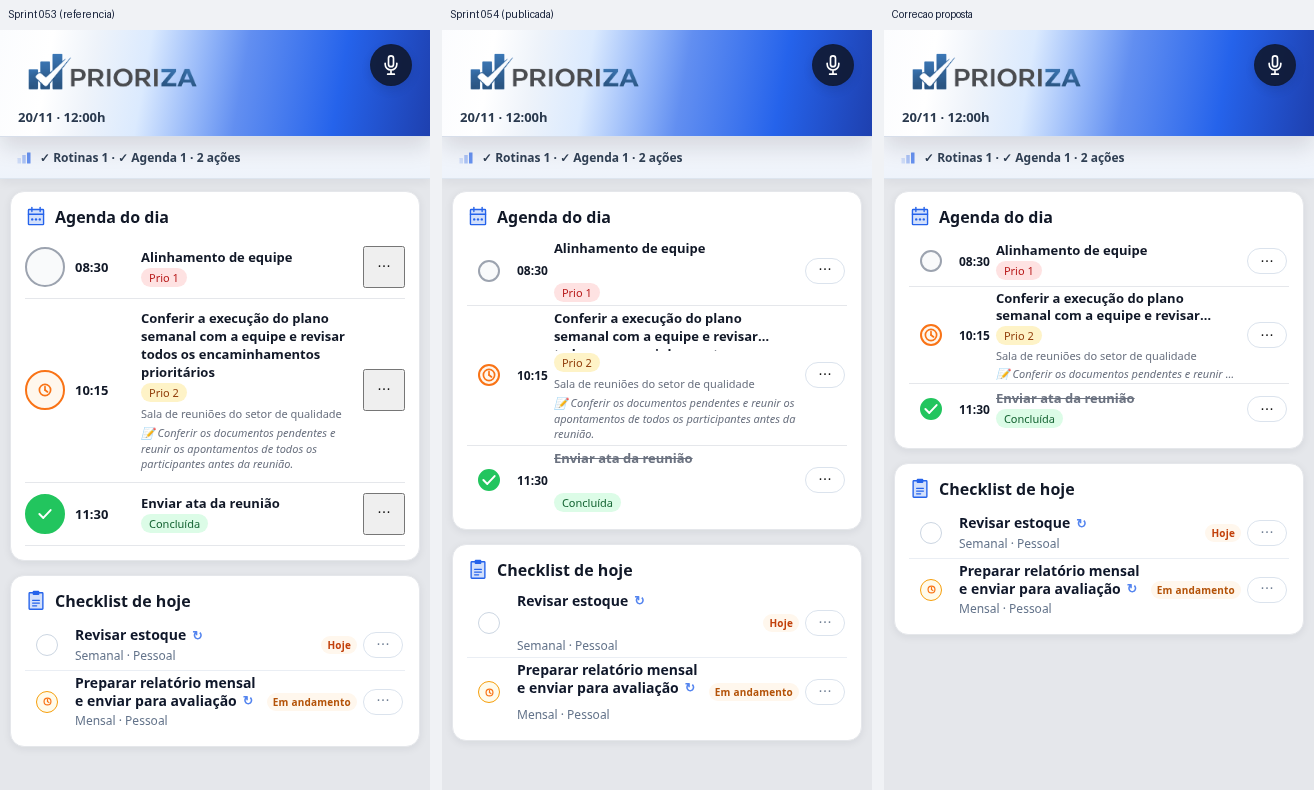 Sprint 053 (referencia)
PRIORIZA
20/11 · 12:00h
✓ Rotinas 1 · ✓ Agenda 1 · 2 ações
Agenda do dia
08:30
Alinhamento de equipe
Prio 1
...
10:15
Conferir a execução do plano
semanal com a equipe e revisar
todos os encaminhamentos
prioritários
Prio 2
Sala de reuniões do setor de qualidade
📝 Conferir os documentos pendentes e
reunir os apontamentos de todos os
participantes antes da reunião.
...
11:30
Enviar ata da reunião
Concluída
...
Checklist de hoje
Revisar estoque ↻
Semanal · Pessoal
Hoje
...
Preparar relatório mensal
e enviar para avaliação ↻
Mensal · Pessoal
Em andamento
...
Sprint 054 (publicada)
PRIORIZA
20/11 · 12:00h
✓ Rotinas 1 · ✓ Agenda 1 · 2 ações
Agenda do dia
08:30
Alinhamento de equipe
Prio 1
...
10:15
Conferir a execução do plano
semanal com a equipe e revisar...
Prio 2
Sala de reuniões do setor de qualidade
📝 Conferir os documentos pendentes e reunir os
apontamentos de todos os participantes antes da
reunião.
...
11:30
Enviar ata da reunião
Concluída
...
Checklist de hoje
Revisar estoque ↻
Semanal · Pessoal
Hoje
...
Preparar relatório mensal
e enviar para avaliação ↻
Mensal · Pessoal
Em andamento
...
Correcao proposta
PRIORIZA
20/11 · 12:00h
✓ Rotinas 1 · ✓ Agenda 1 · 2 ações
Agenda do dia
08:30
Alinhamento de equipe
Prio 1
...
10:15
Conferir a execução do plano
semanal com a equipe e revisar...
Prio 2
Sala de reuniões do setor de qualidade
📝 Conferir os documentos pendentes e reunir ...
...
11:30
Enviar ata da reunião
Concluída
...
Checklist de hoje
Revisar estoque ↻
Semanal · Pessoal
Hoje
...
Preparar relatório mensal
e enviar para avaliação ↻
Mensal · Pessoal
Em andamento
...